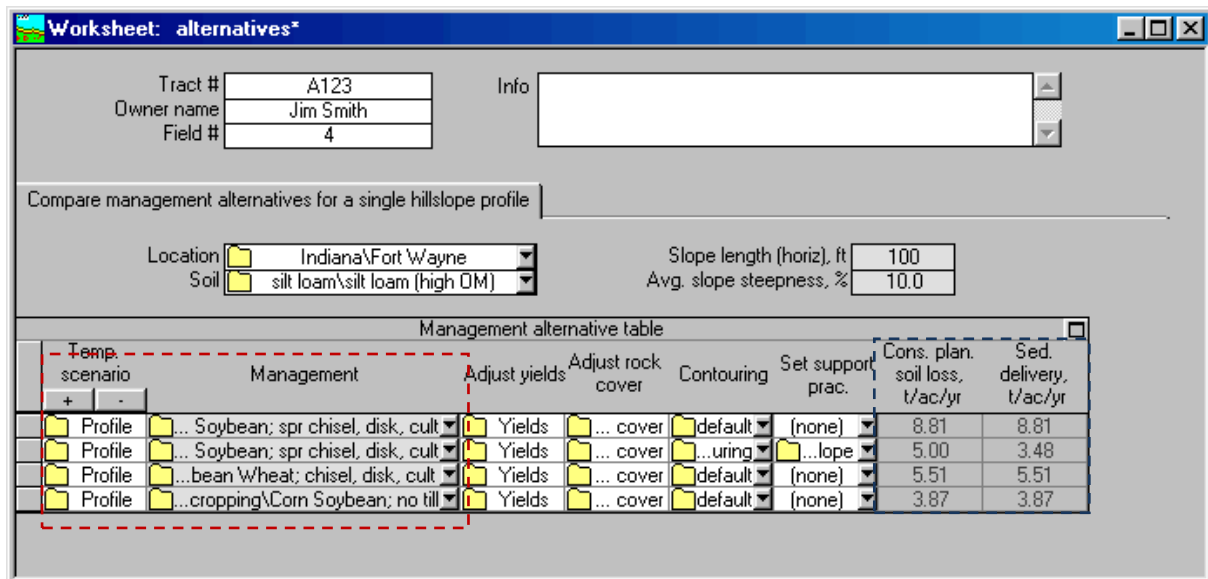 Worksheet: alternatives*
Tract # A123 Info
Owner name Jim Smith
Field # 4
Compare management alternatives for a single hillslope profile
Location Indiana\Fort Wayne Slope length (horiz), ft 100
Soil silt loam\silt loam (high OM) Avg. slope steepness, % 10.0
Management alternative table
Temp. scenario Management Adjust yields Adjust rock cover Contouring Set support prac. Cons. plan. soil loss, t/ac/yr Sed. delivery, t/ac/yr
+ -
Profile ... Soybean; spr chisel, disk, cult Yields ... cover default (none) 8.81 8.81
Profile ... Soybean; spr chisel, disk, cult Yields ... cover ...uring ...lope 5.00 3.48
Profile ...bean Wheat; chisel, disk, cult Yields ... cover default (none) 5.51 5.51
Profile ...cropping\Corn Soybean; no till Yields ... cover default (none) 3.87 3.87